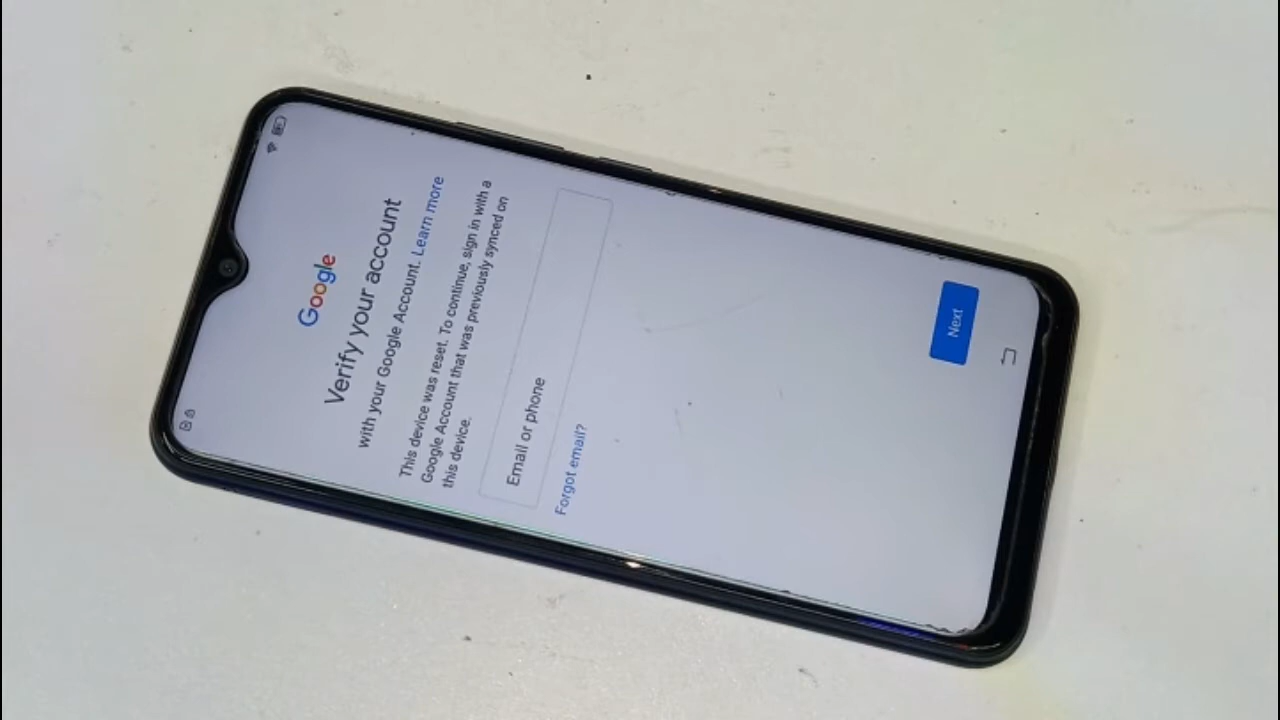 Google
Verify your account
with your Google Account. Learn more
This device was reset. To continue, sign in with a
Google Account that was previously synced on
this device.
Email or phone
Forgot email?
Next